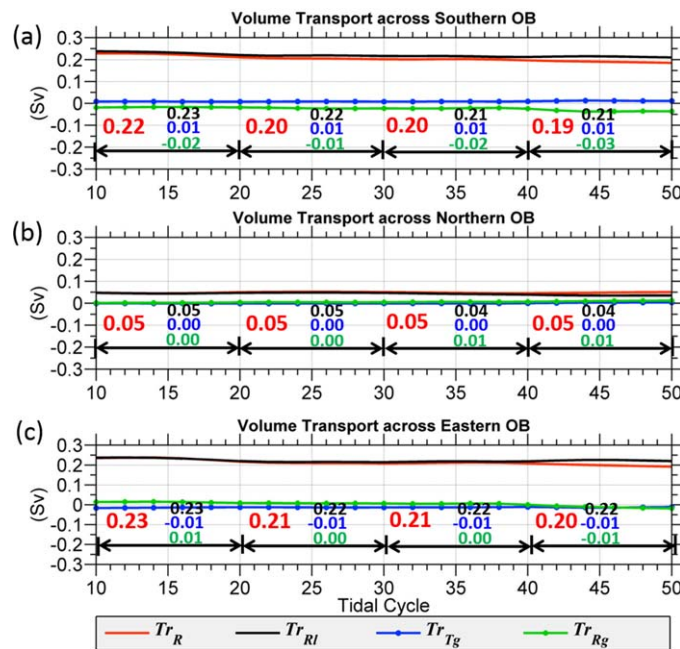 (a)
Volume Transport across Southern OB
0.3
0.2
0.1
0
-0.1
-0.2
-0.3
(Sv)
0.22 0.23 0.20 0.22 0.20 0.21 0.19 0.21
0.01 0.01 0.01 0.01
-0.02 -0.01 -0.02 -0.03
10 15 20 25 30 35 40 45 50
(b)
Volume Transport across Northern OB
0.3
0.2
0.1
0
-0.1
-0.2
-0.3
(Sv)
0.05 0.05 0.05 0.05 0.05 0.04 0.05 0.04
0.00 0.00 0.00 0.00
0.00 0.00 0.01 0.01
10 15 20 25 30 35 40 45 50
(c)
Volume Transport across Eastern OB
0.3
0.2
0.1
0
-0.1
-0.2
-0.3
(Sv)
0.23 0.23 0.21 0.22 0.21 0.22 0.20 0.22
-0.01 -0.01 -0.01 -0.01
0.01 0.00 0.00 -0.01
10 15 20 25 30 35 40 45 50
Tidal Cycle
Tr_R Tr_Rl Tr_Tg Tr_Rg